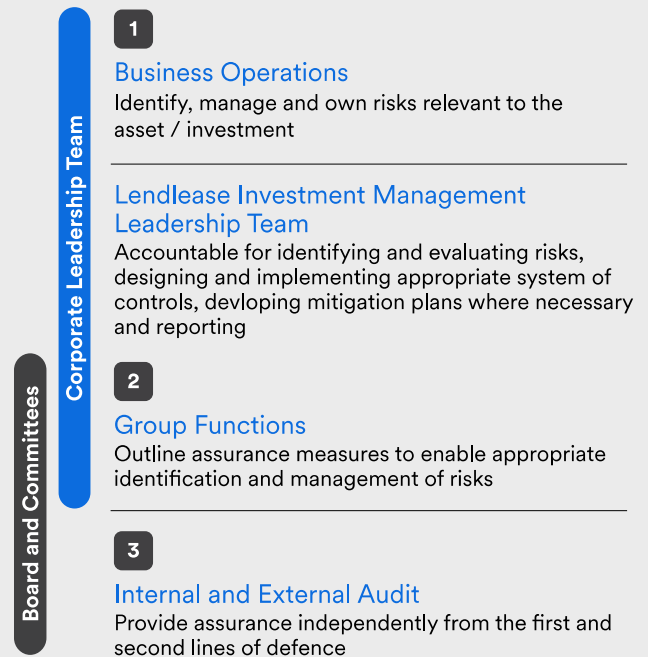 1
Business Operations
Identify, manage and own risks relevant to the
asset / investment
Lendlease Investment Management
Leadership Team
Accountable for identifying and evaluating risks,
designing and implementing appropriate system of
controls, devloping mitigation plans where necessary
and reporting
2
Group Functions
Outline assurance measures to enable appropriate
identification and management of risks
3
Internal and External Audit
Provide assurance independently from the first and
second lines of defence
Corporate Leadership Team
Board and Committees